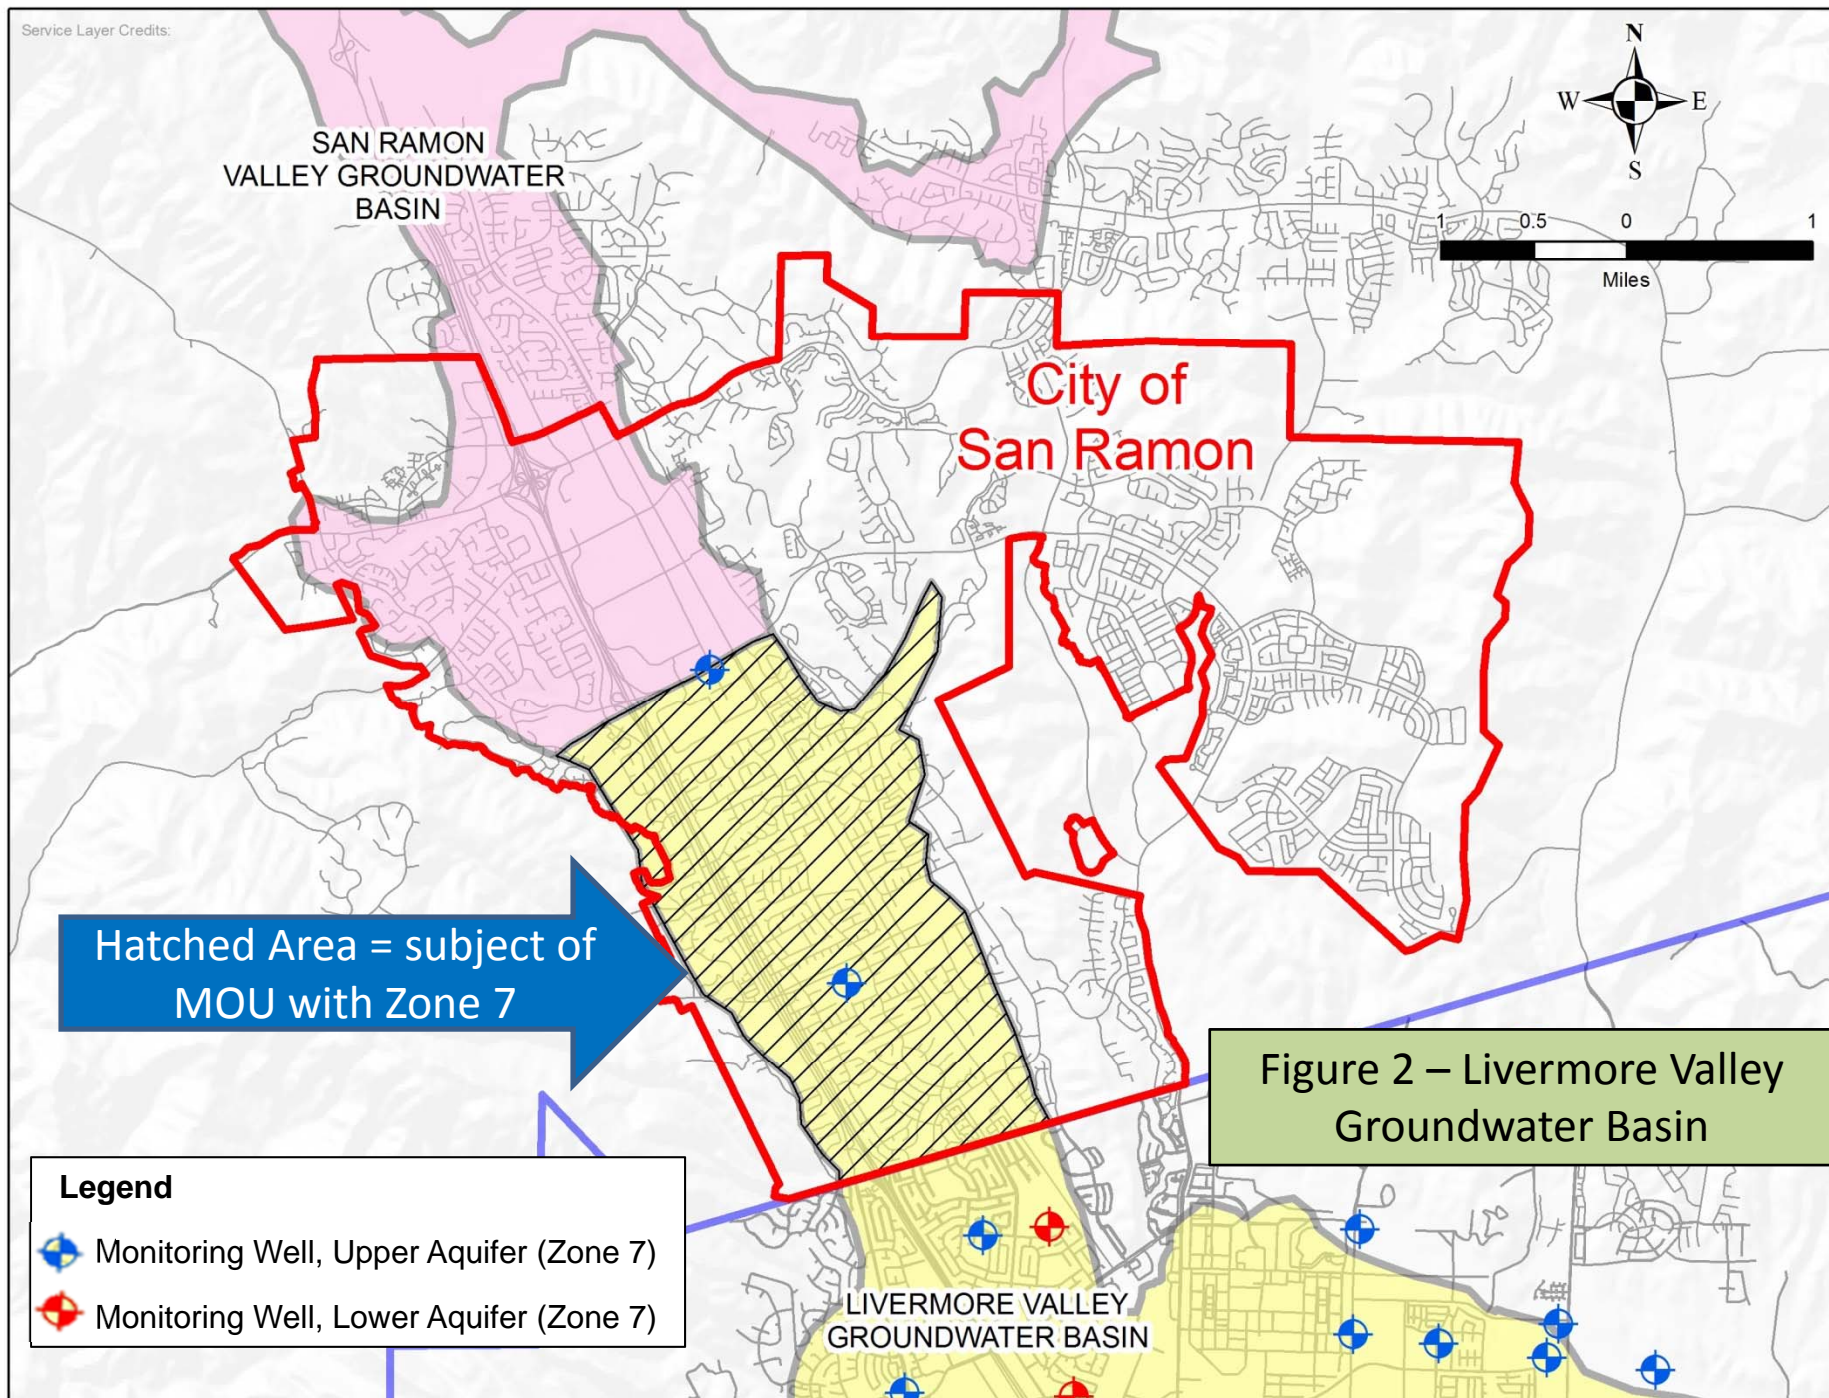 Service Layer Credits:
SAN RAMON
VALLEY GROUNDWATER
BASIN
N
W
E
S
1
0.5
0
1
Miles
City of
San Ramon
Hatched Area = subject of
MOU with Zone 7
Figure 2 – Livermore Valley
Groundwater Basin
Legend
Monitoring Well, Upper Aquifer (Zone 7)
Monitoring Well, Lower Aquifer (Zone 7)
LIVERMORE VALLEY
GROUNDWATER BASIN